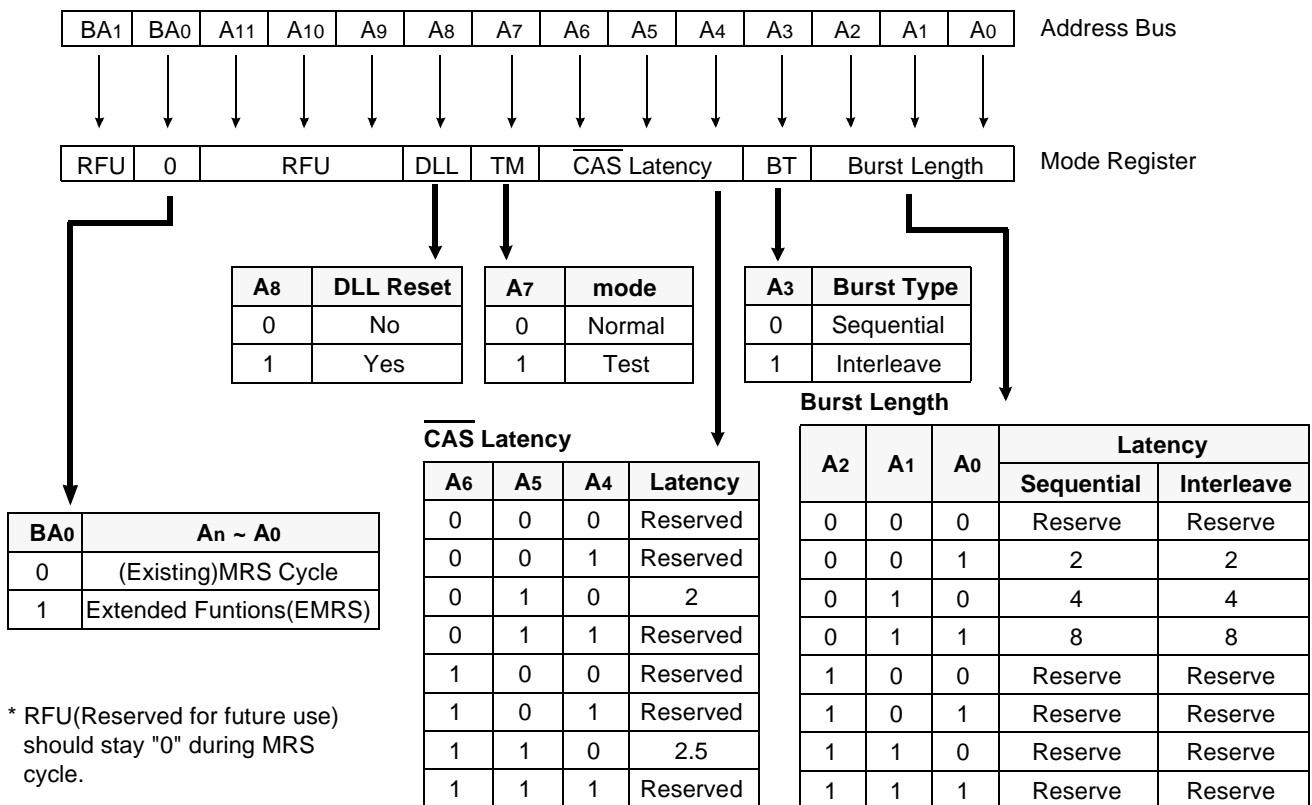 BA1 BA0 A11 A10 A9 A8 A7 A6 A5 A4 A3 A2 A1 A0 Address Bus
RFU 0 RFU DLL TM CAS Latency BT Burst Length Mode Register
A8 DLL Reset
0 No
1 Yes
A7 mode
0 Normal
1 Test
A3 Burst Type
0 Sequential
1 Interleave
BA0 An ~ A0
0 (Existing)MRS Cycle
1 Extended Funtions(EMRS)
* RFU(Reserved for future use)
should stay "0" during MRS
cycle.
CAS Latency
A6 A5 A4 Latency
0 0 0 Reserved
0 0 1 Reserved
0 1 0 2
0 1 1 Reserved
1 0 0 Reserved
1 0 1 Reserved
1 1 0 2.5
1 1 1 Reserved
Burst Length
A2 A1 A0 Latency
Sequential Interleave
0 0 0 Reserve Reserve
0 0 1 2 2
0 1 0 4 4
0 1 1 8 8
1 0 0 Reserve Reserve
1 0 1 Reserve Reserve
1 1 0 Reserve Reserve
1 1 1 Reserve Reserve